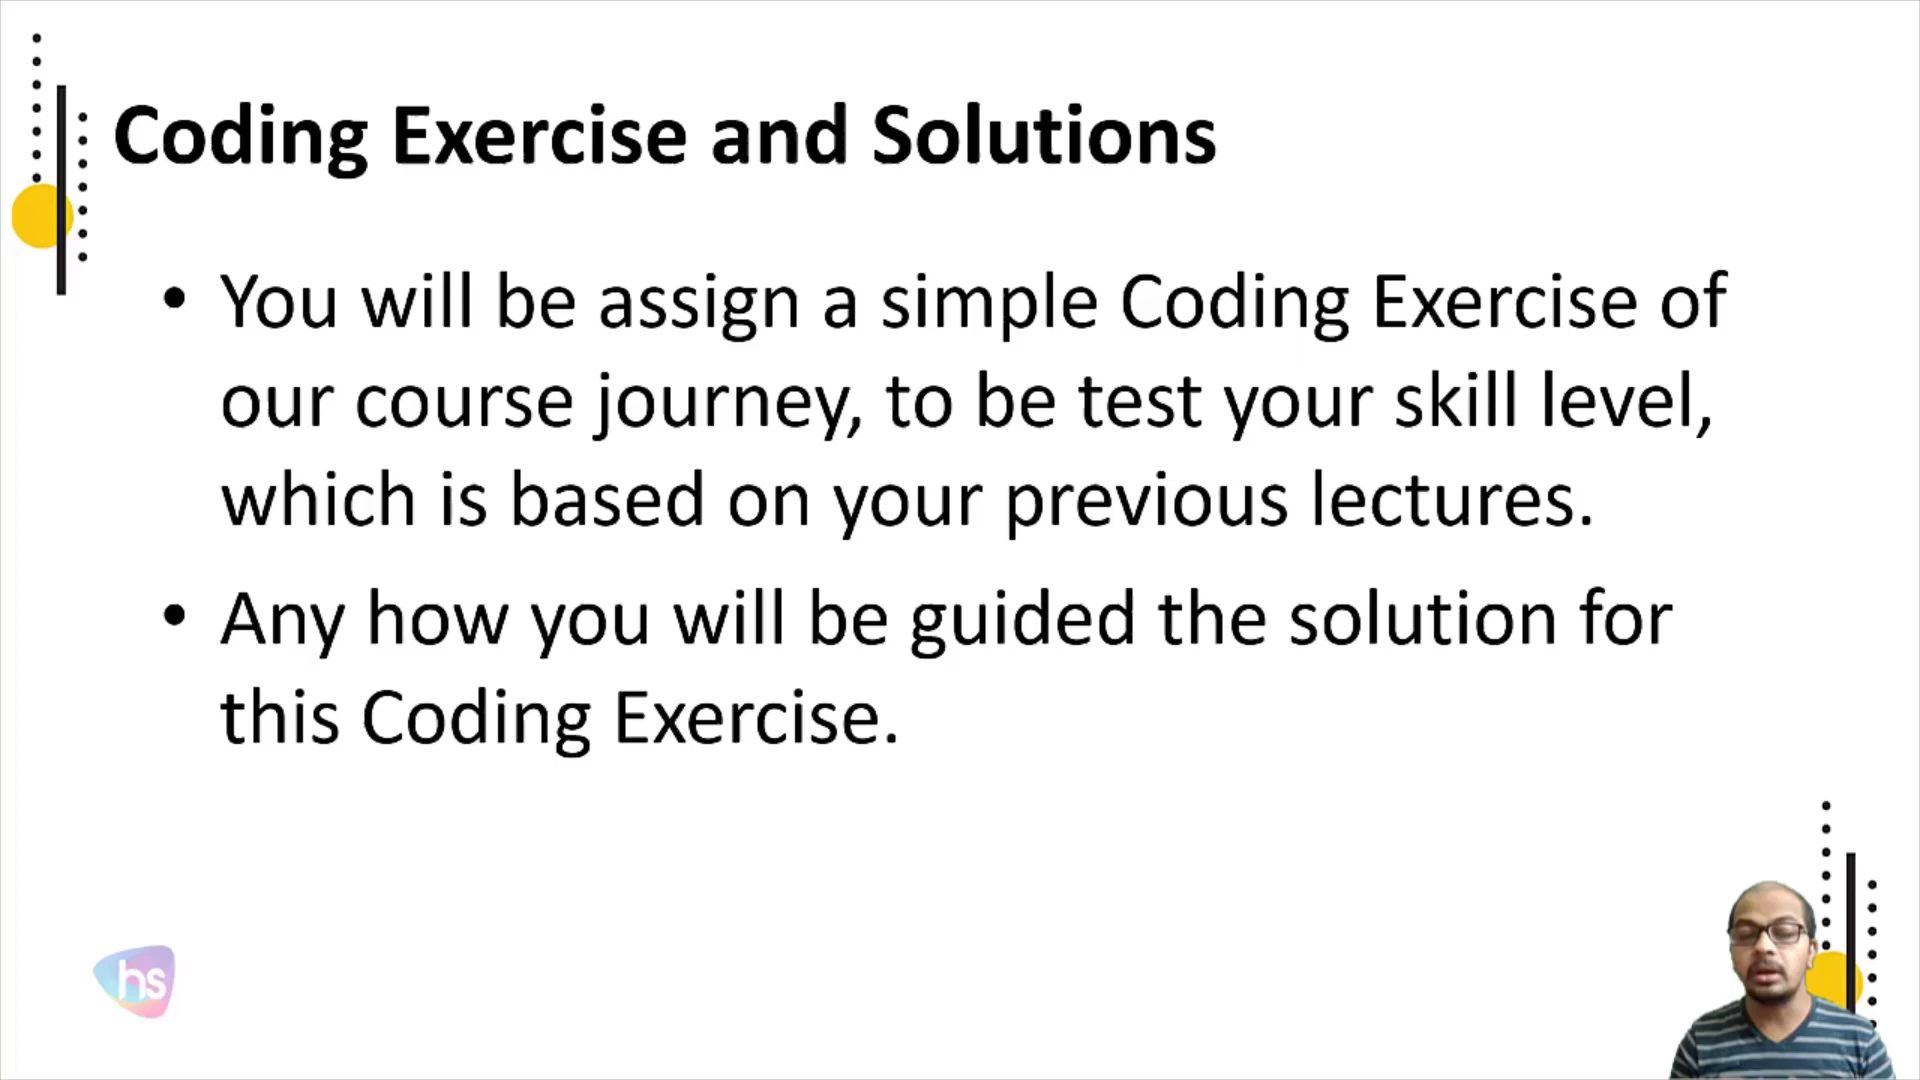 Coding Exercise and Solutions
• You will be assign a simple Coding Exercise of
our course journey, to be test your skill level,
which is based on your previous lectures.
• Any how you will be guided the solution for
this Coding Exercise.
hs